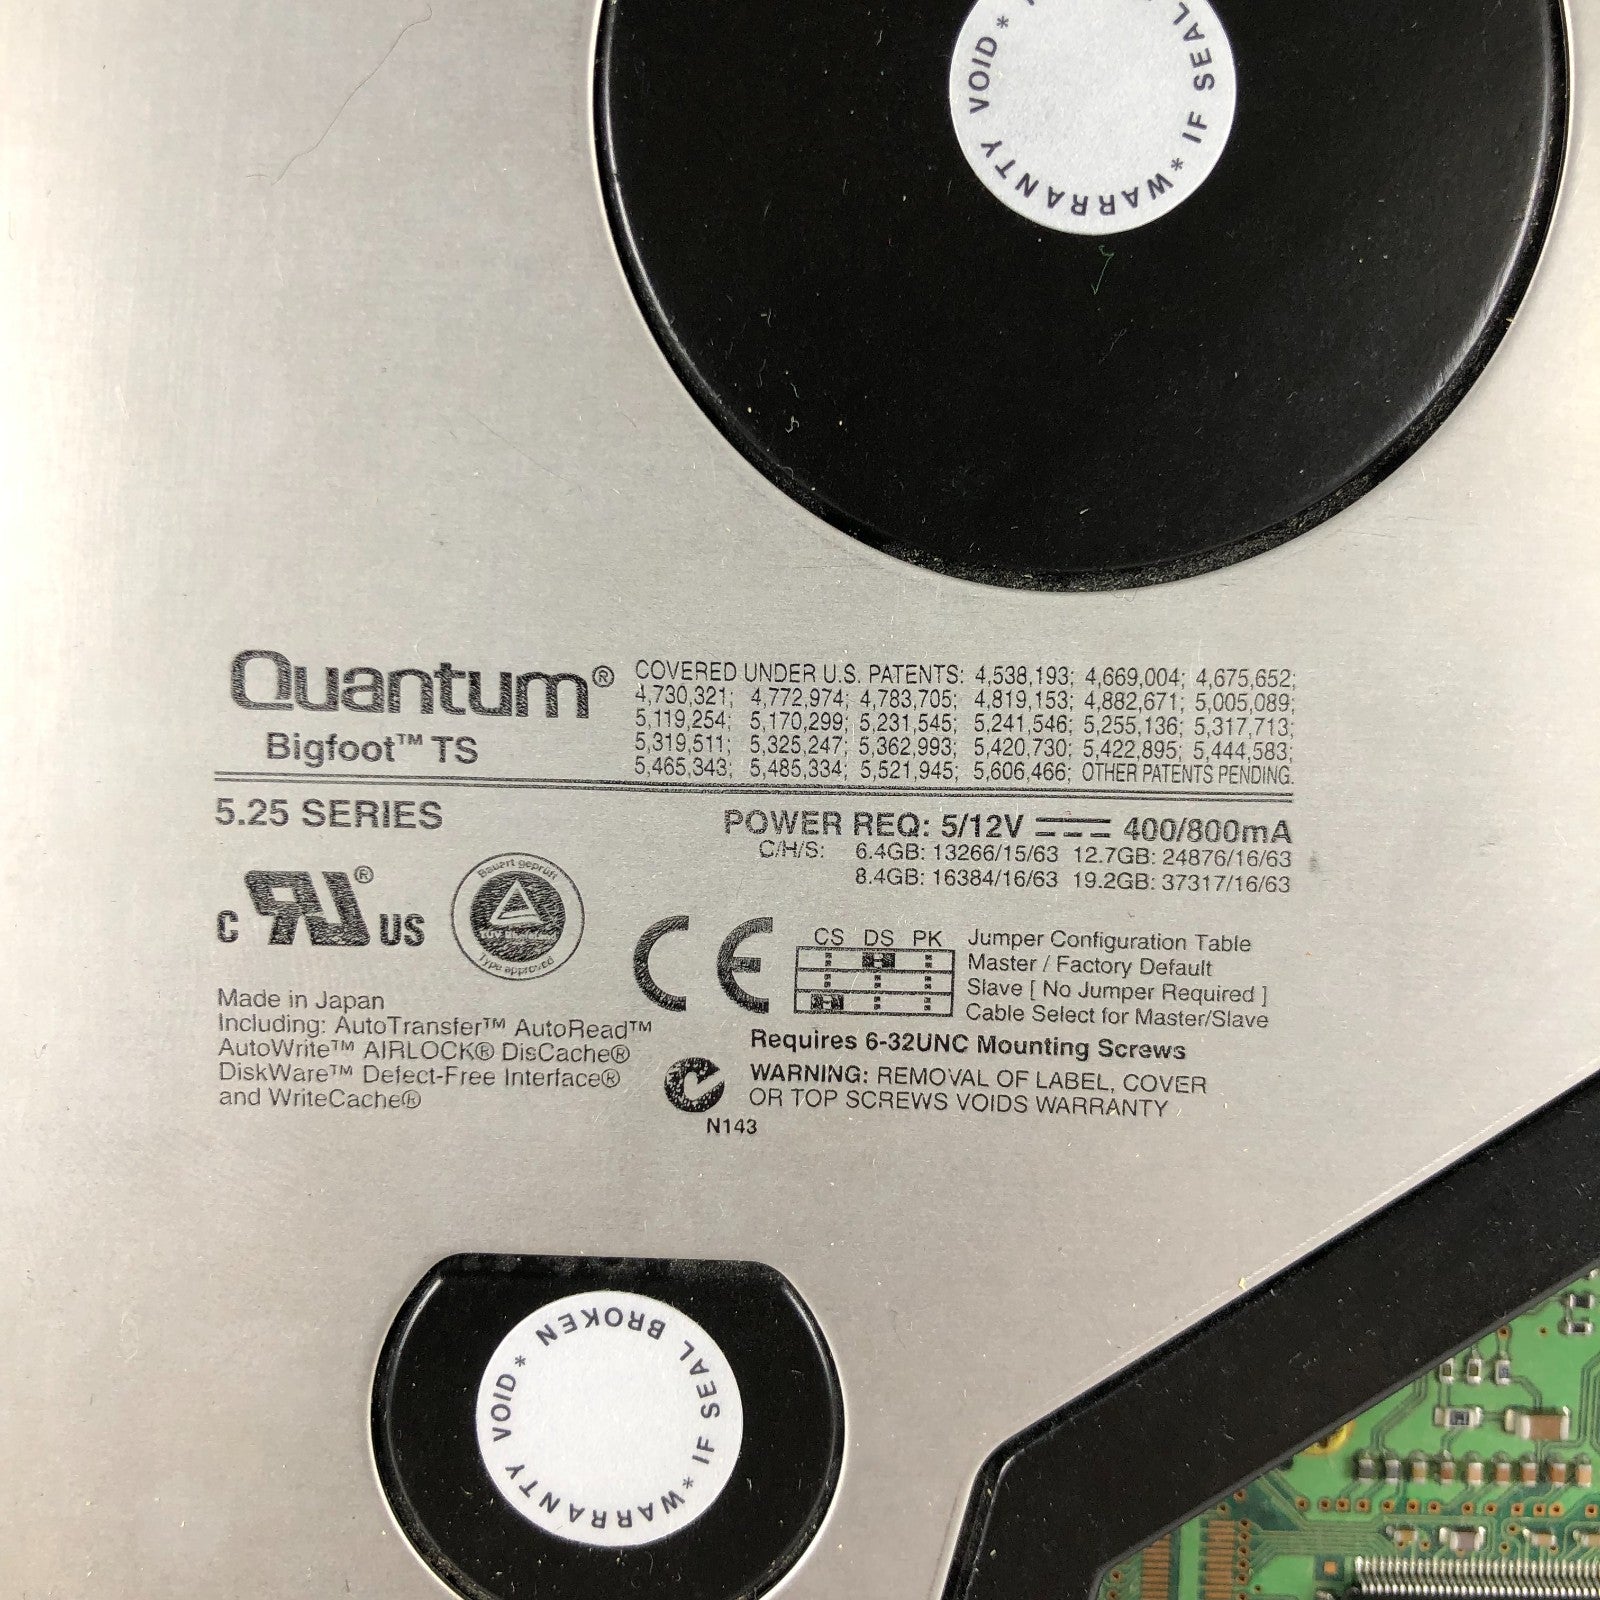 *WARRANTY VOID* IF SEAL
Quantum®
Bigfoot™ TS
COVERED UNDER U.S. PATENTS: 4,538,193; 4,669,004; 4,675,652;
4,730,321; 4,772,974; 4,783,705; 4,819,153; 4,882,671; 5,005,089;
5,119,254; 5,170,299; 5,231,545; 5,241,546; 5,255,136; 5,317,713;
5,319,511; 5,325,247; 5,362,993; 5,420,730; 5,422,895; 5,444,583;
5,465,343; 5,485,334; 5,521,945; 5,606,466; OTHER PATENTS PENDING.
5.25 SERIES
POWER REQ: 5/12V 400/800mA
C/H/S: 6.4GB: 13266/15/63 12.7GB: 24876/16/63
8.4GB: 16384/16/63 19.2GB: 37317/16/63
C RU® US
Bauart geprüft
Type approved
CE
CS DS PK
Jumper Configuration Table
Master / Factory Default
Slave [ No Jumper Required ]
Cable Select for Master/Slave
Made in Japan
Including: AutoTransfer™ AutoRead™
AutoWrite™ AIRLOCK® DisCache®
DiskWare™ Defect-Free Interface®
and WriteCache®
Requires 6-32UNC Mounting Screws
WARNING: REMOVAL OF LABEL, COVER
OR TOP SCREWS VOIDS WARRANTY
N143
*WARRANTY VOID* IF SEAL BROKEN